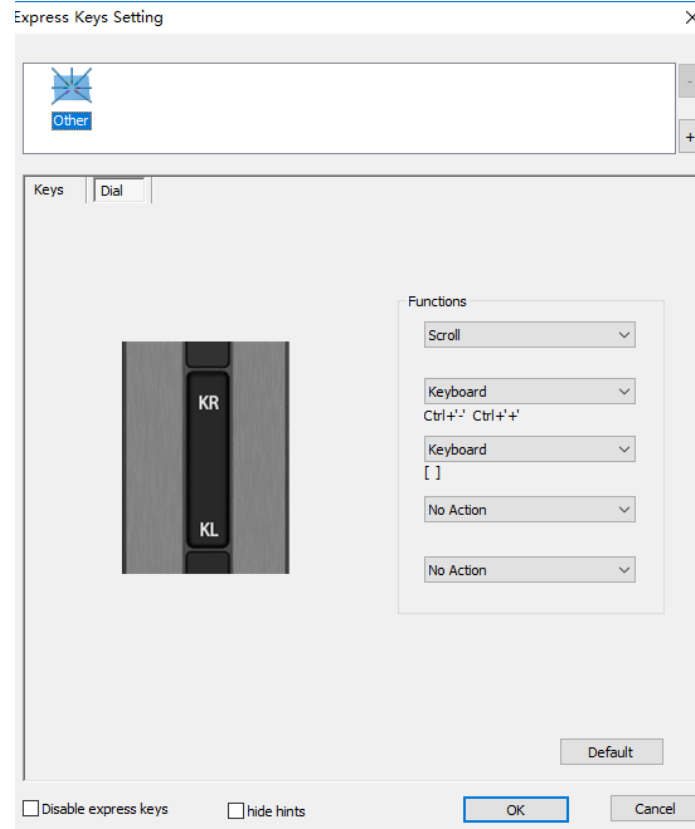 Express Keys Setting
Other
-
+
Keys Dial
Functions
Scroll
KR
Keyboard
Ctrl+'-' Ctrl+'+'
Keyboard
[ ]
No Action
KL
No Action
Default
Disable express keys hide hints OK Cancel